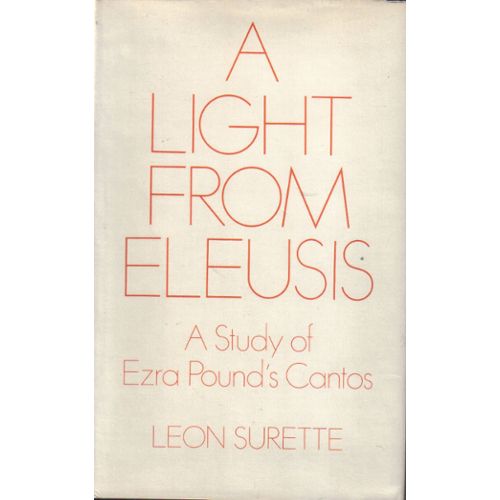 A
LIGHT
FROM
ELEUSIS
A Study of
Ezra Pound's Cantos
LEON SURETTE